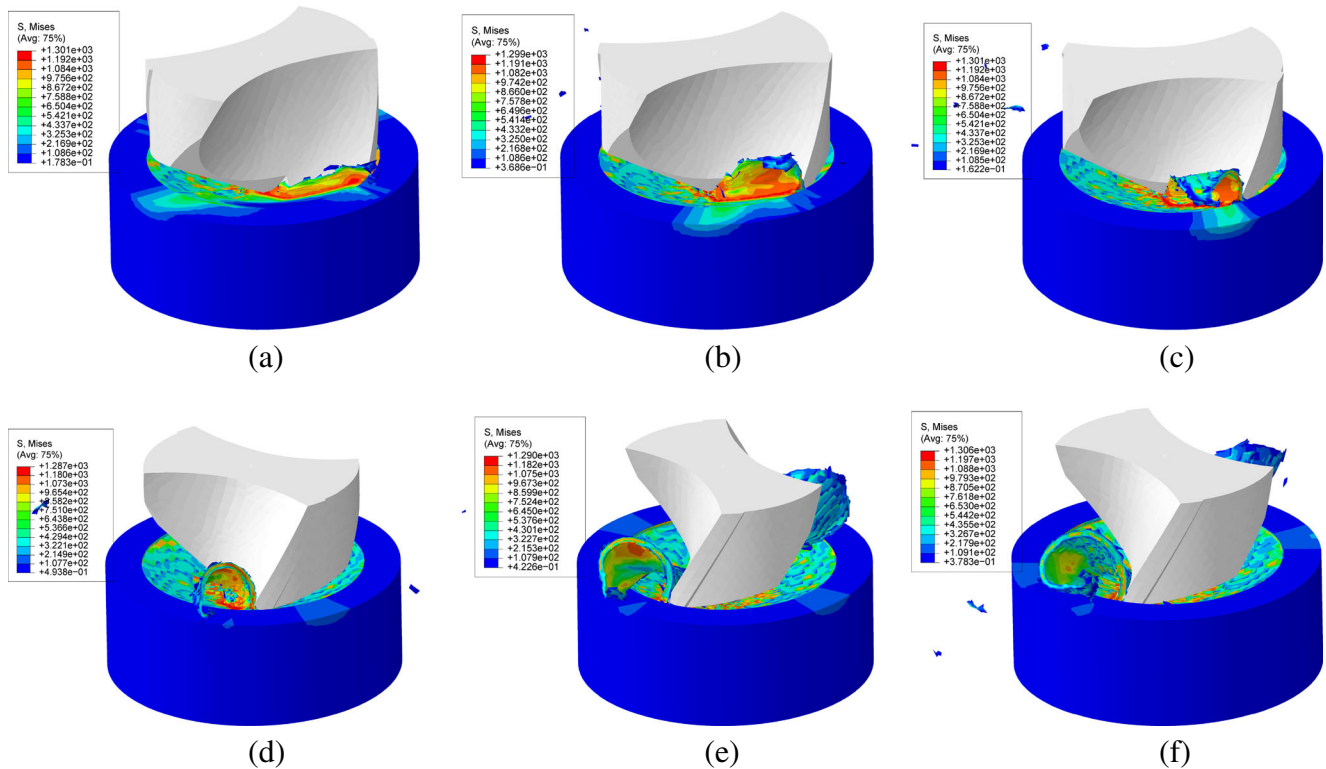 S, Mises
(Avg: 75%)
+1.301e+03
+1.192e+03
+1.084e+03
+9.756e+02
+8.672e+02
+7.588e+02
+6.504e+02
+5.421e+02
+4.337e+02
+3.253e+02
+2.169e+02
+1.086e+02
+1.783e−01
(a)
S, Mises
(Avg: 75%)
+1.299e+03
+1.191e+03
+1.082e+03
+9.742e+02
+8.660e+02
+7.578e+02
+6.496e+02
+5.414e+02
+4.332e+02
+3.250e+02
+2.168e+02
+1.086e+02
+3.686e−01
(b)
S, Mises
(Avg: 75%)
+1.301e+03
+1.192e+03
+1.084e+03
+9.756e+02
+8.672e+02
+7.588e+02
+6.504e+02
+5.421e+02
+4.337e+02
+3.253e+02
+2.169e+02
+1.085e+02
+1.622e−01
(c)
S, Mises
(Avg: 75%)
+1.287e+03
+1.180e+03
+1.073e+03
+9.654e+02
+8.582e+02
+7.510e+02
+6.438e+02
+5.366e+02
+4.294e+02
+3.221e+02
+2.149e+02
+1.077e+02
+4.938e−01
(d)
S, Mises
(Avg: 75%)
+1.290e+03
+1.182e+03
+1.075e+03
+9.673e+02
+8.599e+02
+7.524e+02
+6.450e+02
+5.376e+02
+4.301e+02
+3.227e+02
+2.153e+02
+1.079e+02
+4.226e−01
(e)
S, Mises
(Avg: 75%)
+1.306e+03
+1.197e+03
+1.088e+03
+9.793e+02
+8.705e+02
+7.618e+02
+6.530e+02
+5.442e+02
+4.355e+02
+3.267e+02
+2.179e+02
+1.091e+02
+3.783e−01
(f)